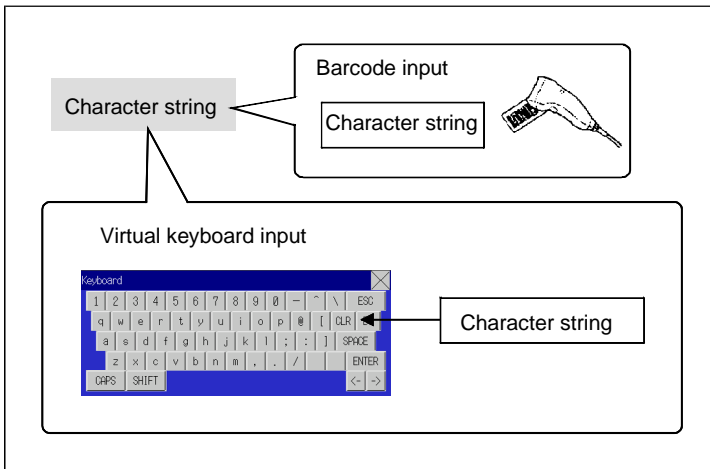 Barcode input
Character string
Character string
Virtual keyboard input
Keyboard
1 2 3 4 5 6 7 8 9 0 - ^ \ ESC
q w e r t y u i o p @ [ CLR
Character string
a s d f g h j k l ; : ] SPACE
z x c v b n m , . / ENTER
CAPS SHIFT <- ->